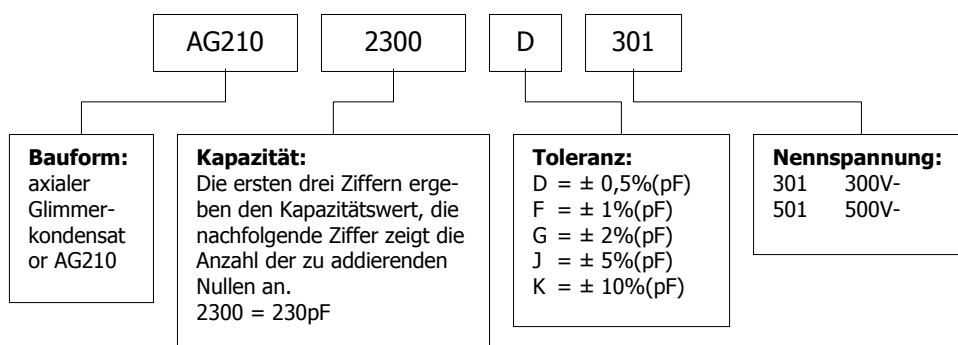 AG210 2300 D 301
Bauform:
axialer
Glimmer-
kondensat
or AG210
Kapazität:
Die ersten drei Ziffern erge-
ben den Kapazitätswert, die
nachfolgende Ziffer zeigt die
Anzahl der zu addierenden
Nullen an.
2300 = 230pF
Toleranz:
D = ± 0,5%(pF)
F = ± 1%(pF)
G = ± 2%(pF)
J = ± 5%(pF)
K = ± 10%(pF)
Nennspannung:
301 300V-
501 500V-